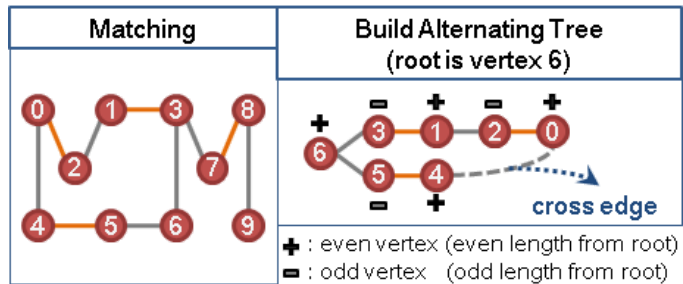 Matching
0 1 3 8
2 7
4 5 6 9
Build Alternating Tree
(root is vertex 6)
+ - + - +
6 3 1 2 0
5 4
- +
cross edge
+ : even vertex (even length from root)
- : odd vertex (odd length from root)